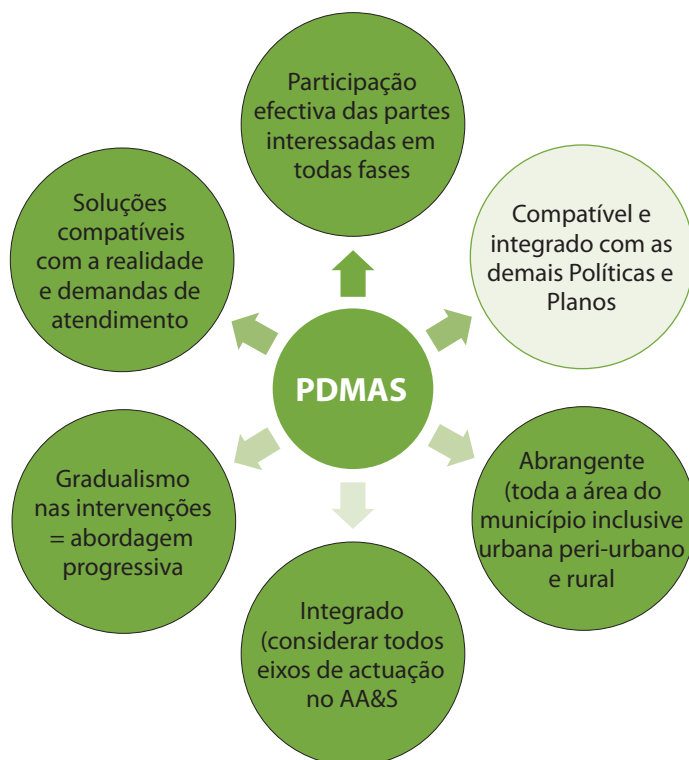 Participação
efectiva das partes
interessadas em
todas fases
Compatível e
integrado com as
demais Políticas e
Planos
Abrangente
(toda a área do
município inclusive
urbana peri-urbano
e rural
Integrado
(considerar todos
eixos de actuação
no AA&S
Gradualismo
nas intervenções
= abordagem
progressiva
Soluções
compatíveis
com a realidade
e demandas de
atendimento
PDMAS